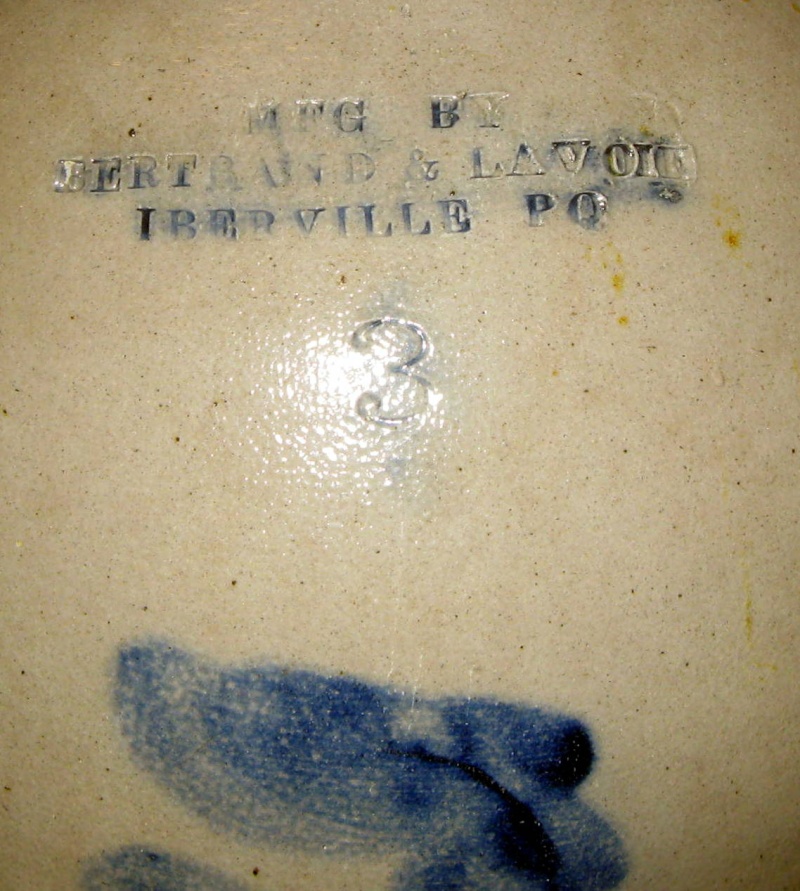 MFG BY
BERTRAND & LAVOIE
IBERVILLE PQ
3